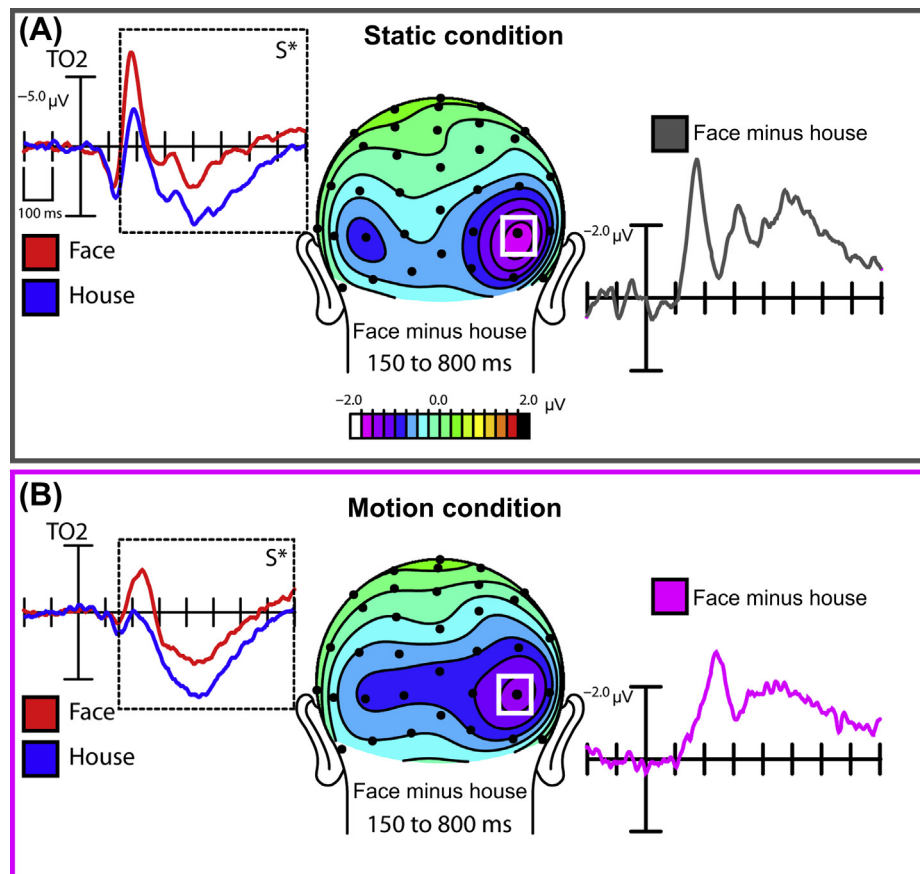 (A)
Static condition
TO2
S*
−5.0 µV
100 ms
Face
House
Face minus house
−2.0 µV
Face minus house
150 to 800 ms
−2.0 0.0 2.0 µV
(B)
Motion condition
TO2
S*
Face
House
Face minus house
−2.0 µV
Face minus house
150 to 800 ms